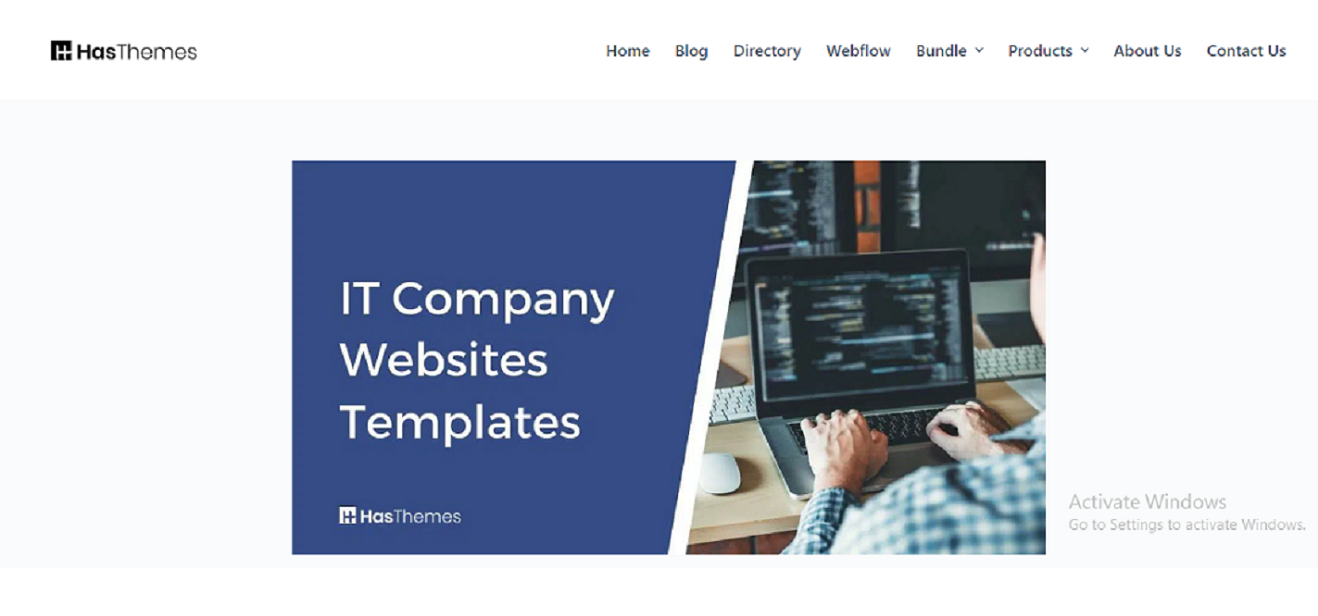 HasThemes
Home Blog Directory Webflow Bundle Products About Us Contact Us
IT Company
Websites
Templates
HasThemes
Activate Windows
Go to Settings to activate Windows.